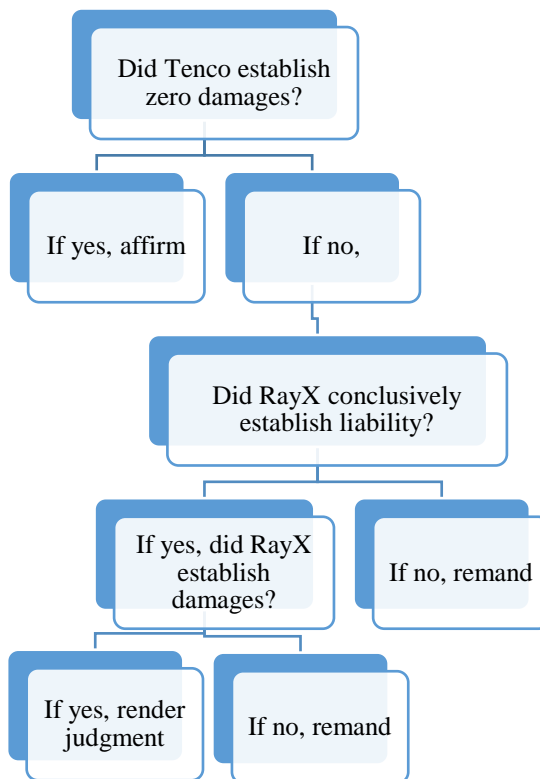 Did Tenco establish
zero damages?
If yes, affirm
If no,
Did RayX conclusively
establish liability?
If yes, did RayX
establish
damages?
If no, remand
If yes, render
judgment
If no, remand